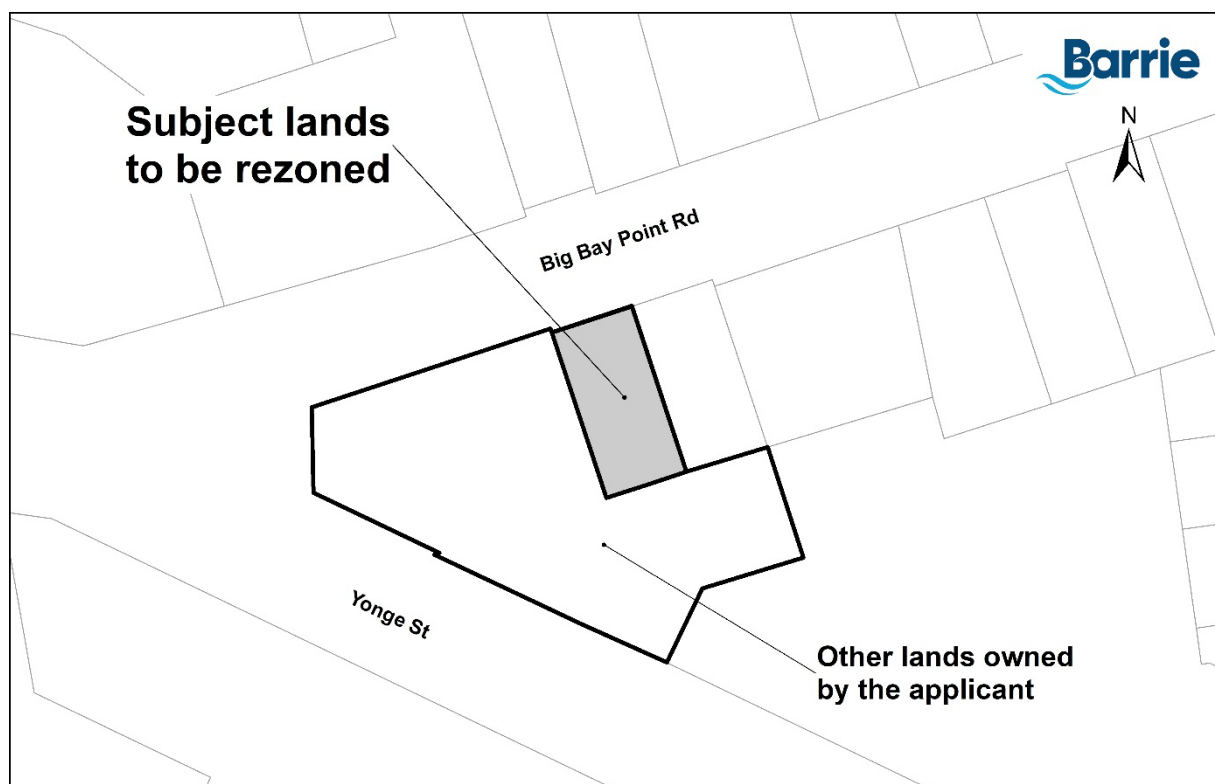 Barrie
Subject lands
to be rezoned
N
Big Bay Point Rd
Yonge St
Other lands owned
by the applicant